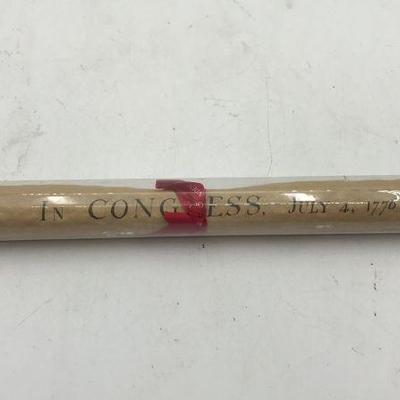 IN CONGRESS, JULY 4, 1776